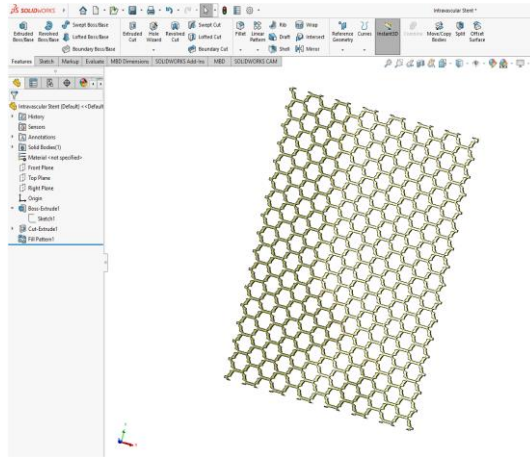 SOLIDWORKS
Intravascular Stent *
Extruded Boss/Base
Revolved Boss/Base
Swept Boss/Base
Lofted Boss/Base
Boundary Boss/Base
Extruded Cut
Hole Wizard
Revolved Cut
Swept Cut
Lofted Cut
Boundary Cut
Fillet
Linear Pattern
Rib
Draft
Shell
Wrap
Intersect
Mirror
Reference Geometry
Curves
Instant3D
Move/Copy Bodies
Split
Offset Surface
Features
Sketch
Markup
Evaluate
MBD Dimensions
SOLIDWORKS Add-Ins
MBD
SOLIDWORKS CAM
Intravascular Stent (Default) <<Default
History
Sensors
Annotations
Solid Bodies(1)
Material <not specified>
Front Plane
Top Plane
Right Plane
Origin
Boss-Extrude1
Sketch1
Cut-Extrude1
Fill Pattern1